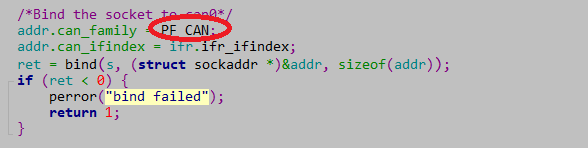 /*Bind the socket to can0*/
addr.can_family = PF_CAN;
addr.can_ifindex = ifr.ifr_ifindex;
ret = bind(s, (struct sockaddr *)&addr, sizeof(addr));
if (ret < 0) {
perror("bind failed");
return 1;
}